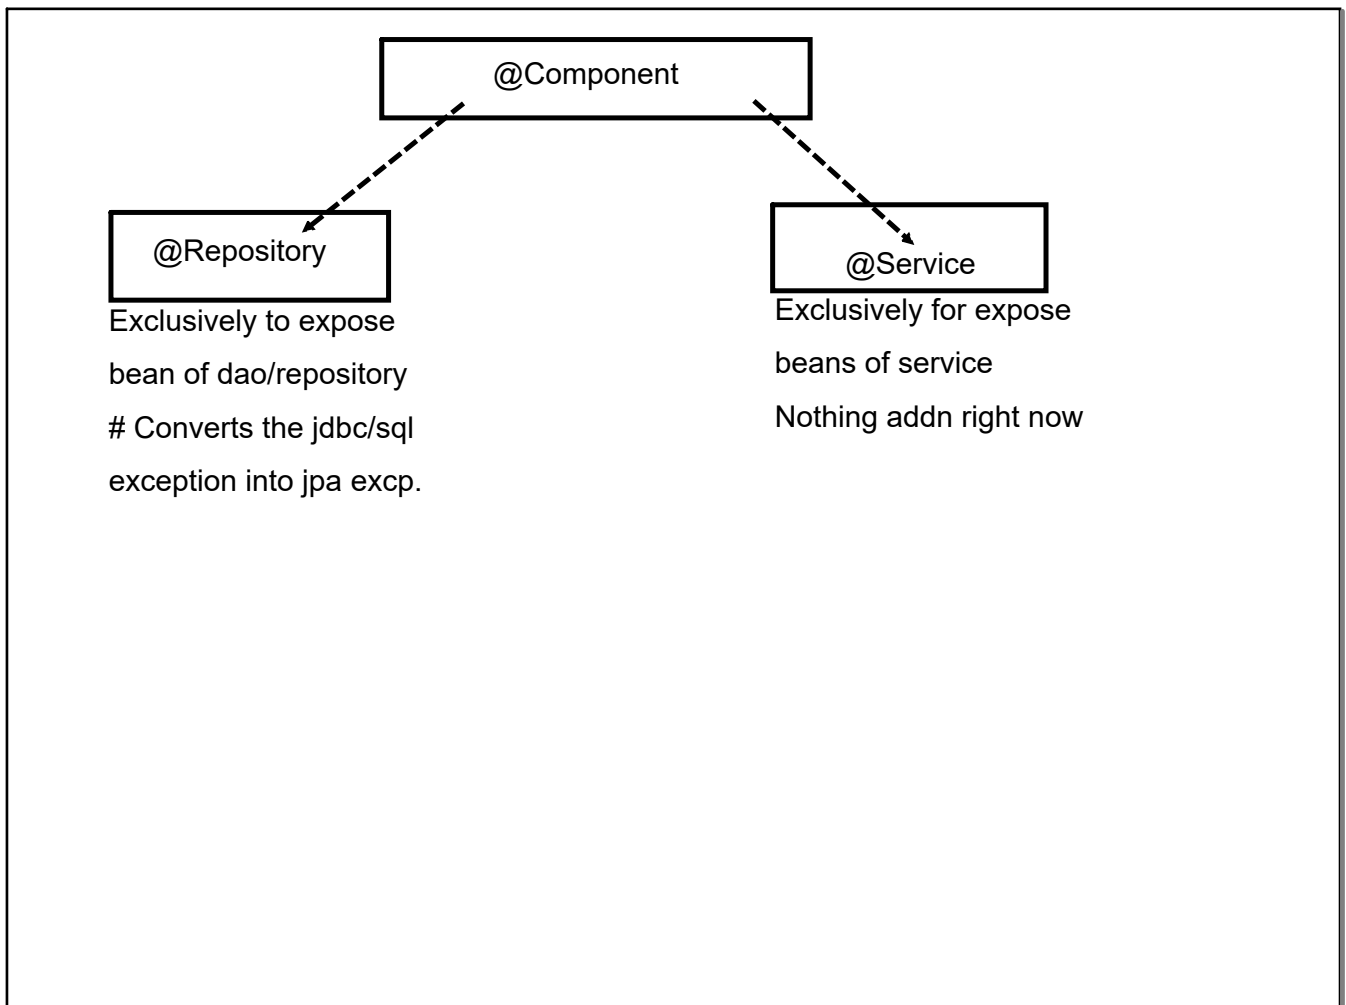 @Component
@Repository
Exclusively to expose
bean of dao/repository
# Converts the jdbc/sql
exception into jpa excp.
@Service
Exclusively for expose
beans of service
Nothing addn right now